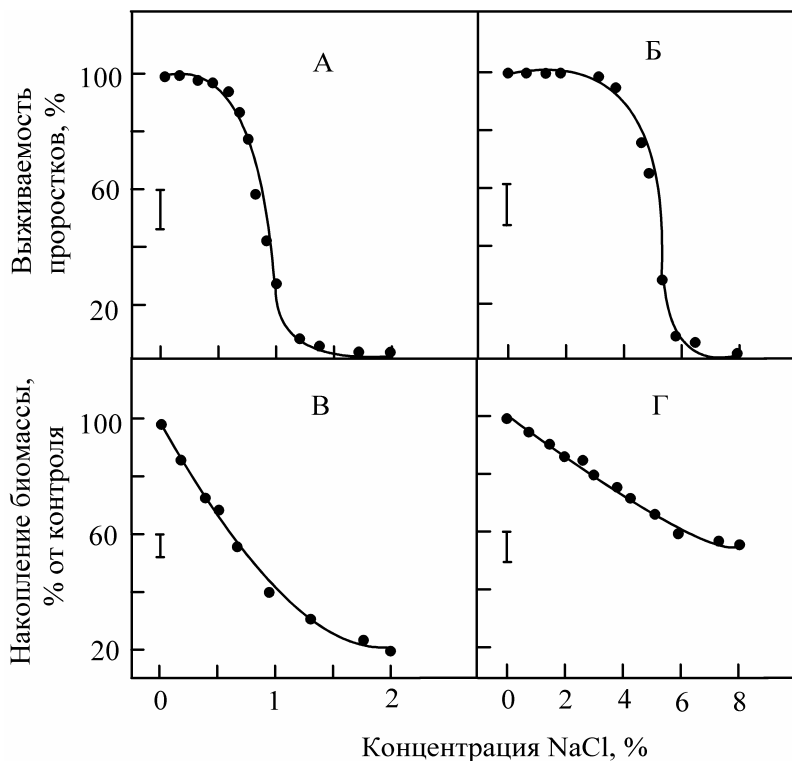 А
Б
Выживаемость
проростков, %
100
60
20
В
Г
Накопление биомассы,
% от контроля
100
60
20
0 1 2
0 2 4 6 8
Концентрация NaCl, %